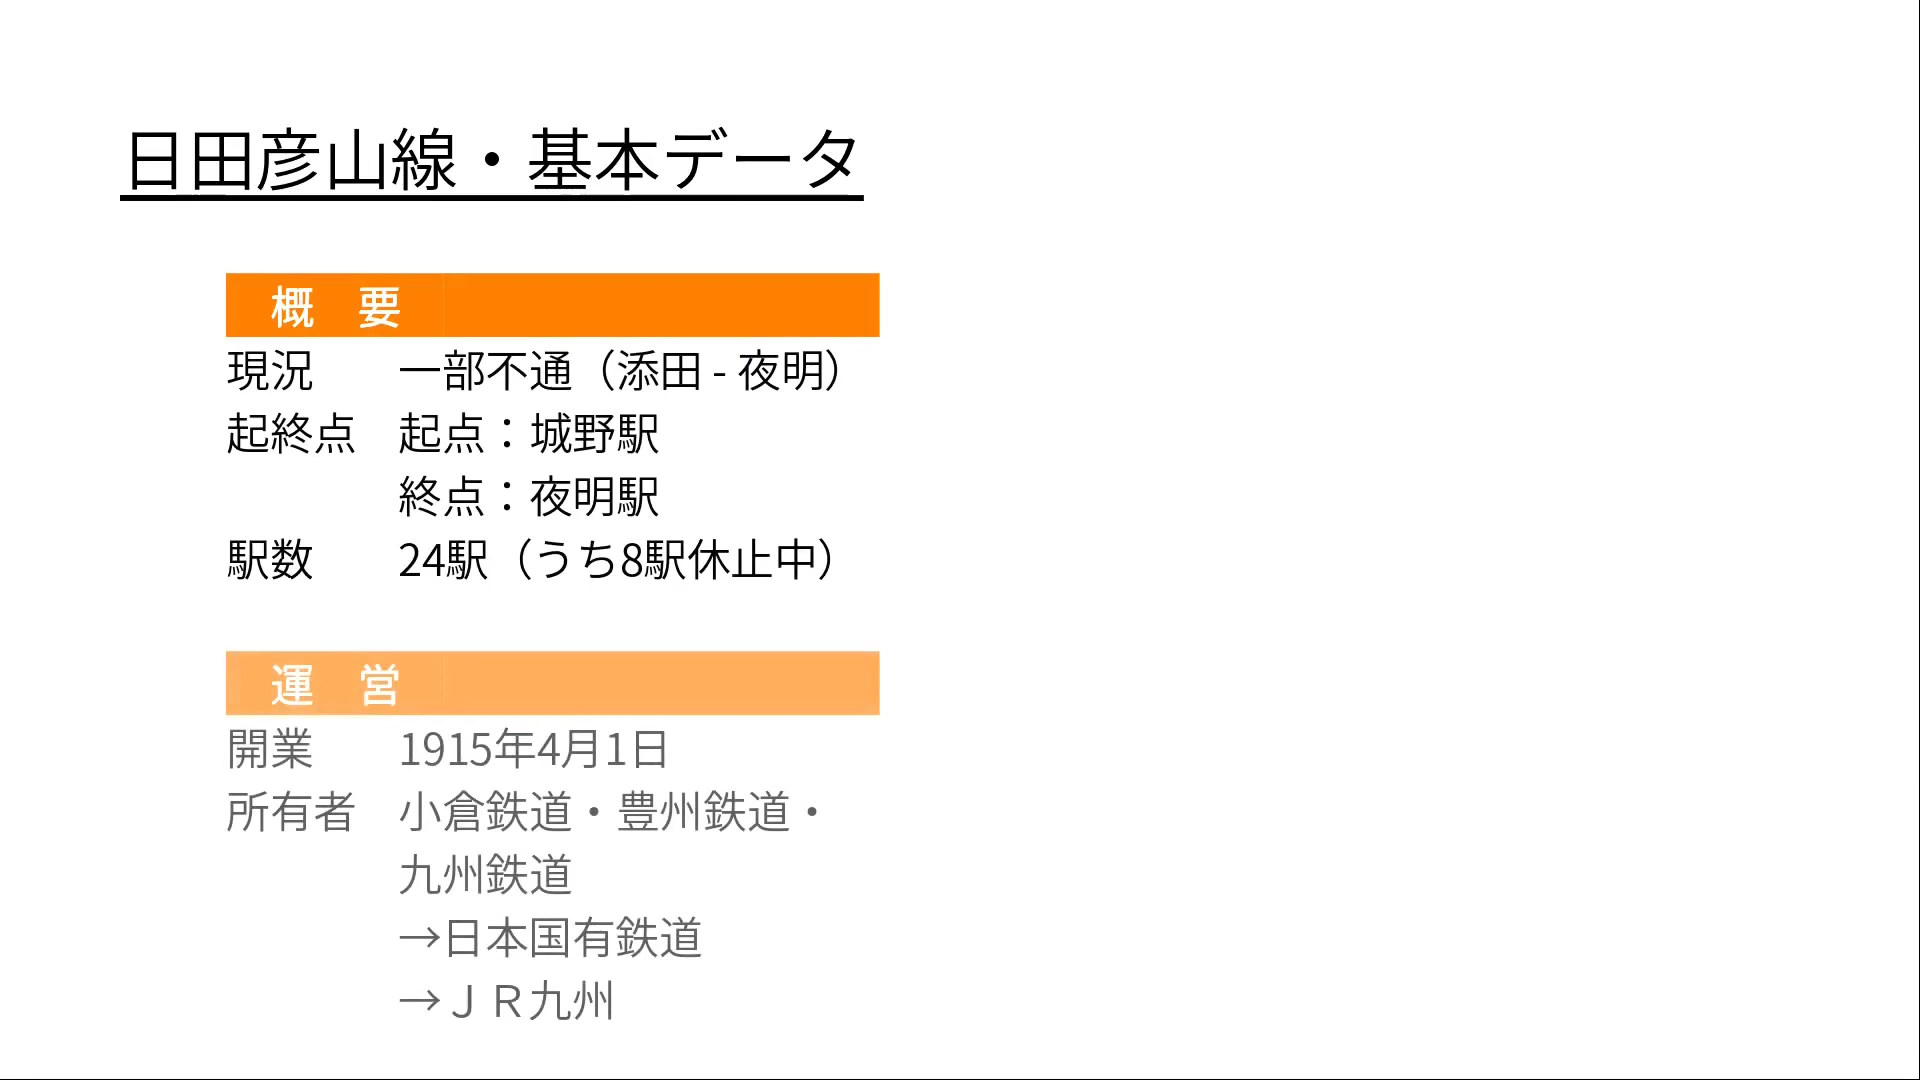 日田彦山線・基本データ
概　要
現況　　一部不通（添田 - 夜明）
起終点　起点：城野駅
終点：夜明駅
駅数　　24駅（うち8駅休止中）
運　営
開業　　1915年4月1日
所有者　小倉鉄道・豊州鉄道・
九州鉄道
→日本国有鉄道
→ＪＲ九州